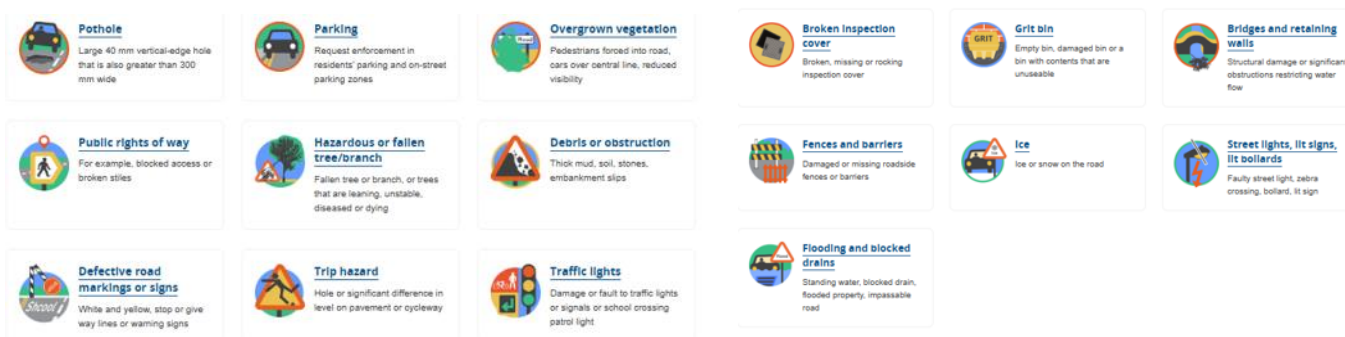 Pothole
Large 40 mm vertical-edge hole
that is also greater than 300
mm wide
Parking
Request enforcement in
residents' parking and on-street
parking zones
Overgrown vegetation
Pedestrians forced into road,
cars over central line, reduced
visibility
Public rights of way
For example, blocked access or
broken stiles
Hazardous or fallen
tree/branch
Fallen tree or branch, or trees
that are leaning, unstable,
diseased or dying
Debris or obstruction
Thick mud, soil, stones,
embankment slips
Defective road
markings or signs
White and yellow, stop or give
way lines or warning signs
Shcool
Trip hazard
Hole or significant difference in
level on pavement or cycleway
Traffic lights
Damage or fault to traffic lights
or signals or school crossing
patrol light
Broken inspection
cover
Broken, missing or rocking
inspection cover
GRIT
Grit bin
Empty bin, damaged bin or a
bin with contents that are
unuseable
Bridges and retaining
walls
Structural damage or significan
obstructions restricting water
flow
Fences and barriers
Damaged or missing roadside
fences or barriers
Ice
Ice or snow on the road
Street lights, lit signs,
lit bollards
Faulty street light, zebra
crossing, bollard, lit sign
Flooding and blocked
drains
Standing water, blocked drain,
flooded property, impassable
road